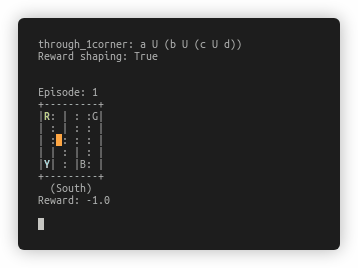 through_1corner: a U (b U (c U d))
Reward shaping: True
Episode: 1
+---------+
|R: | : :G|
| : | : : |
| : : : : |
| | : | : |
|Y| : |B: |
+---------+
  (South)
Reward: -1.0